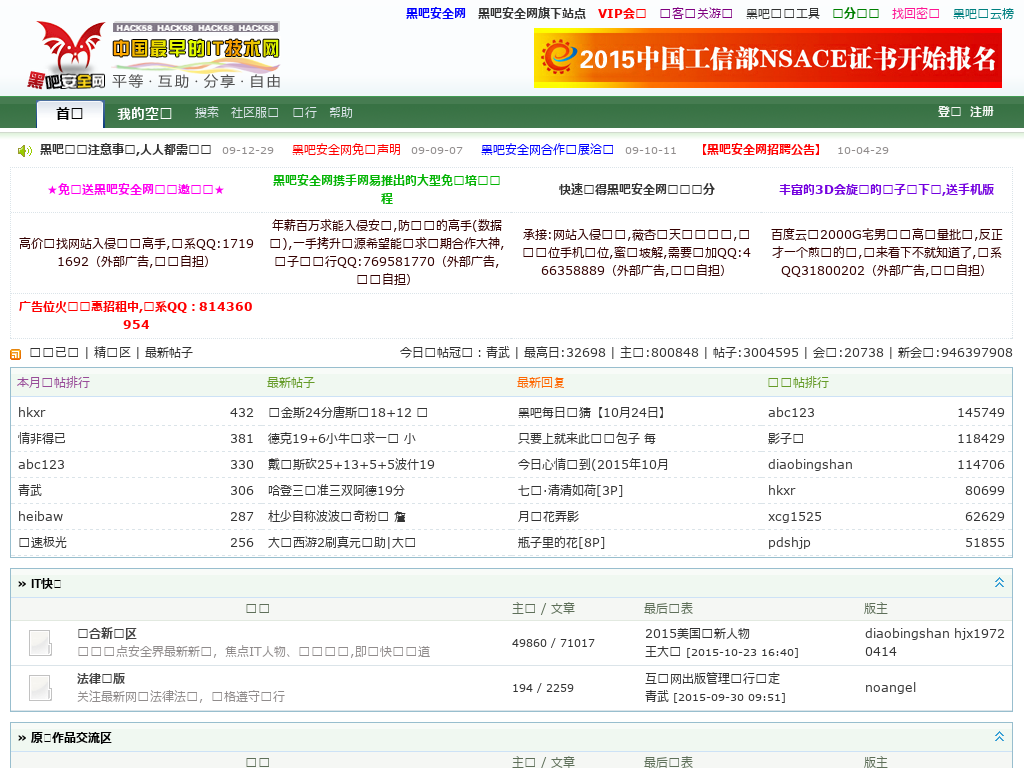 黑吧安全网 黑吧安全网旗下站点 VIP会□ □客□关游□ 黑吧□□工具 □分□□ 找回密□ 黑吧□云榜
HACK58 HACK58 HACK58 HACK58
中国最早的IT技术网
黑吧安全网 平等·互助·分享·自由
2015中国工信部NSACE证书开始报名
首□ 我的空□ 搜索 社区服□ □行 帮助 登□ 注册
黑吧□□注意事□,人人都需□□ 09-12-29 黑吧安全网免□声明 09-09-07 黑吧安全网合作□展洽□ 09-10-11 【黑吧安全网招聘公告】 10-04-29
★免□送黑吧安全网□□邀□□★
黑吧安全网携手网易推出的大型免□培□□程
快速□得黑吧安全网□□□分
丰富的3D会旋□的□子□下□,送手机版
高价□找网站入侵□□高手,□系QQ:17191692（外部广告,□□自担）
年薪百万求能入侵安□,防□□的高手(数据□),一手拷升□源希望能□求□期合作大神,□子□□行QQ:769581770（外部广告,□□自担）
承接:网站入侵□□,薇杏□天□□□□,□□□位手机□位,蜜□坡解,需要□加QQ:466358889（外部广告,□□自担）
百度云□2000G宅男□□高□量批□,反正才一个煎□的□,□来看下不就知道了,□系QQ31800202（外部广告,□□自担）
广告位火□□惠招租中,□系QQ：814360954
□□已□ | 精□区 | 最新帖子 今日□帖冠□：青武 | 最高日:32698 | 主□:800848 | 帖子:3004595 | 会□:20738 | 新会□:946397908
本月□帖排行 最新帖子 最新回复 □□帖排行
hkxr 432 □金斯24分唐斯□18+12 □ 黑吧每日□猜【10月24日】 abc123 145749
情非得已 381 德克19+6小牛□求一□ 小 只要上就来此□□包子 每 影子□ 118429
abc123 330 戴□斯砍25+13+5+5波什19 今日心情□到(2015年10月 diaobingshan 114706
青武 306 哈登三□准三双阿德19分 七□·清清如荷[3P] hkxr 80699
heibaw 287 杜少自称波波□奇粉□ 詹 月□花弄影 xcg1525 62629
□速极光 256 大□西游2刷真元□助|大□ 瓶子里的花[8P] pdshjp 51855
» IT快□
□□ 主□ / 文章 最后□表 版主
□合新□区
□□□点安全界最新新□，焦点IT人物、□□□□,即□快□□道
49860 / 71017
2015美国□新人物
王大□ [2015-10-23 16:40]
diaobingshan hjx19720414
法律□版
关注最新网□法律法□，□格遵守□行
194 / 2259
互□网出版管理□行□定
青武 [2015-09-30 09:51]
noangel
» 原□作品交流区
□□ 主□ / 文章 最后□表 版主